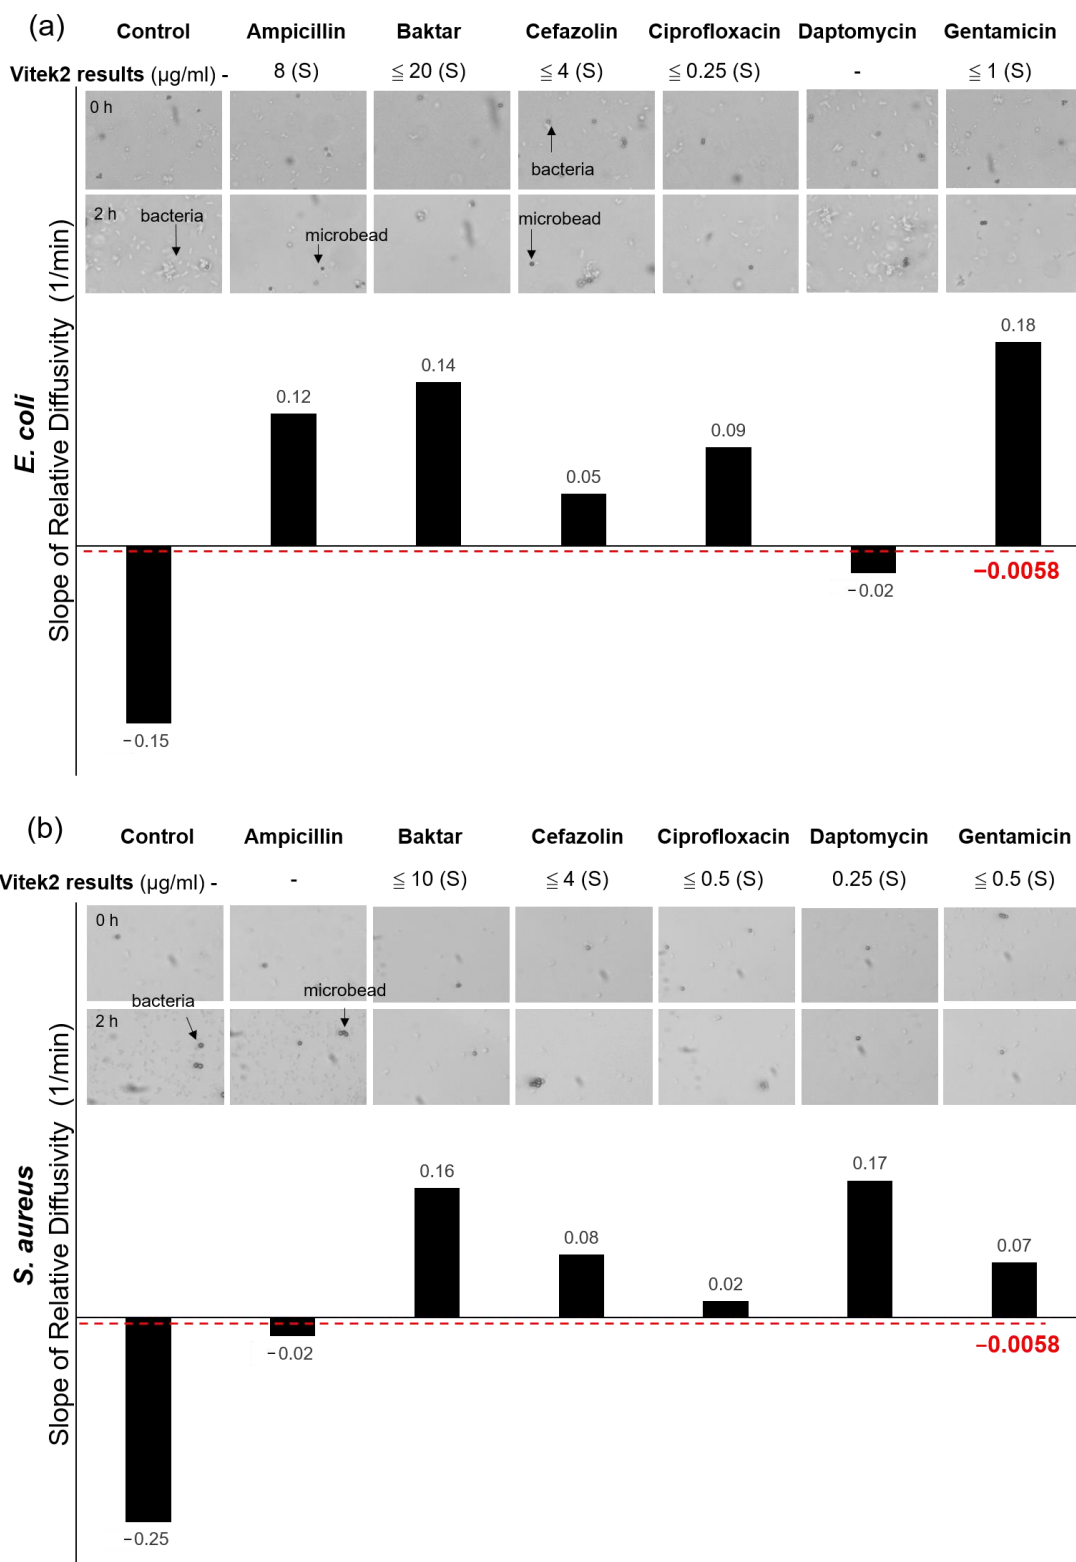 (a)
Control Ampicillin Baktar Cefazolin Ciprofloxacin Daptomycin Gentamicin
Vitek2 results (µg/ml) - 8 (S) ≦ 20 (S) ≦ 4 (S) ≦ 0.25 (S) - ≦ 1 (S)
0 h
bacteria
2 h bacteria microbead microbead
E. coli
Slope of Relative Diffusivity (1/min)
0.18
0.14
0.12
0.09
0.05
−0.0058
−0.02
−0.15
(b)
Control Ampicillin Baktar Cefazolin Ciprofloxacin Daptomycin Gentamicin
Vitek2 results (µg/ml) - - ≦ 10 (S) ≦ 4 (S) ≦ 0.5 (S) 0.25 (S) ≦ 0.5 (S)
0 h
bacteria microbead
2 h
S. aureus
Slope of Relative Diffusivity (1/min)
0.17
0.16
0.08
0.07
0.02
−0.0058
−0.02
−0.25